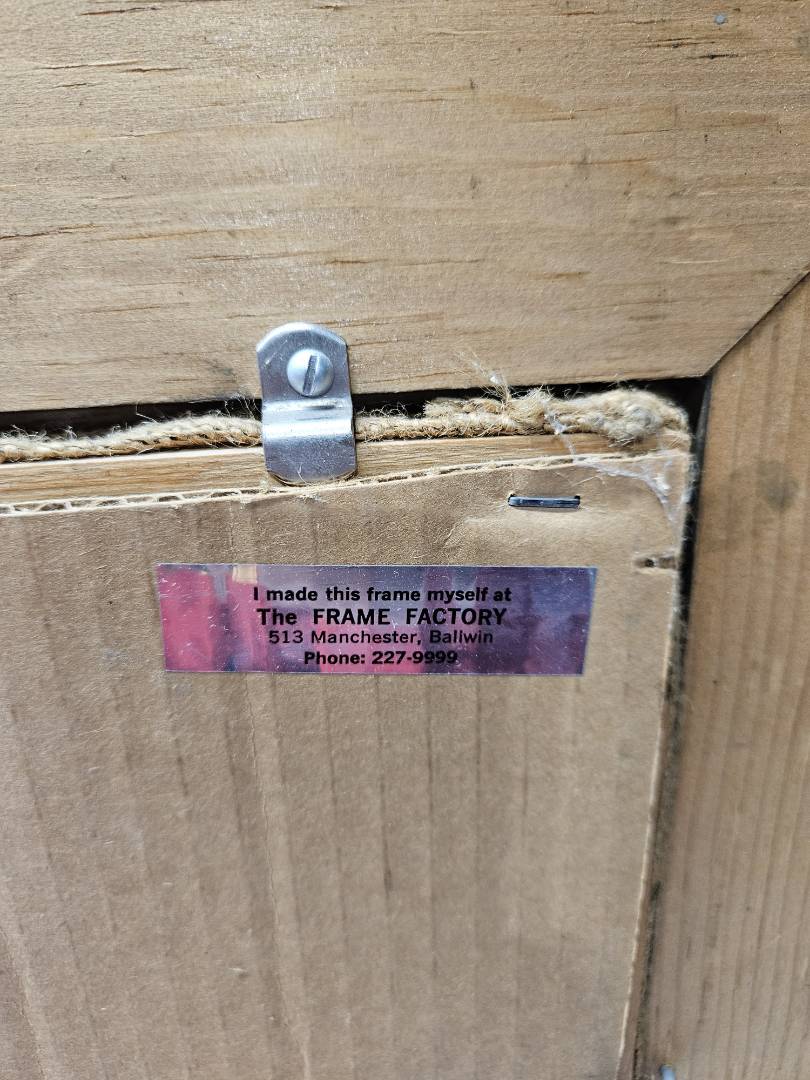 I made this frame myself at
The FRAME FACTORY
513 Manchester, Ballwin
Phone: 227-9999